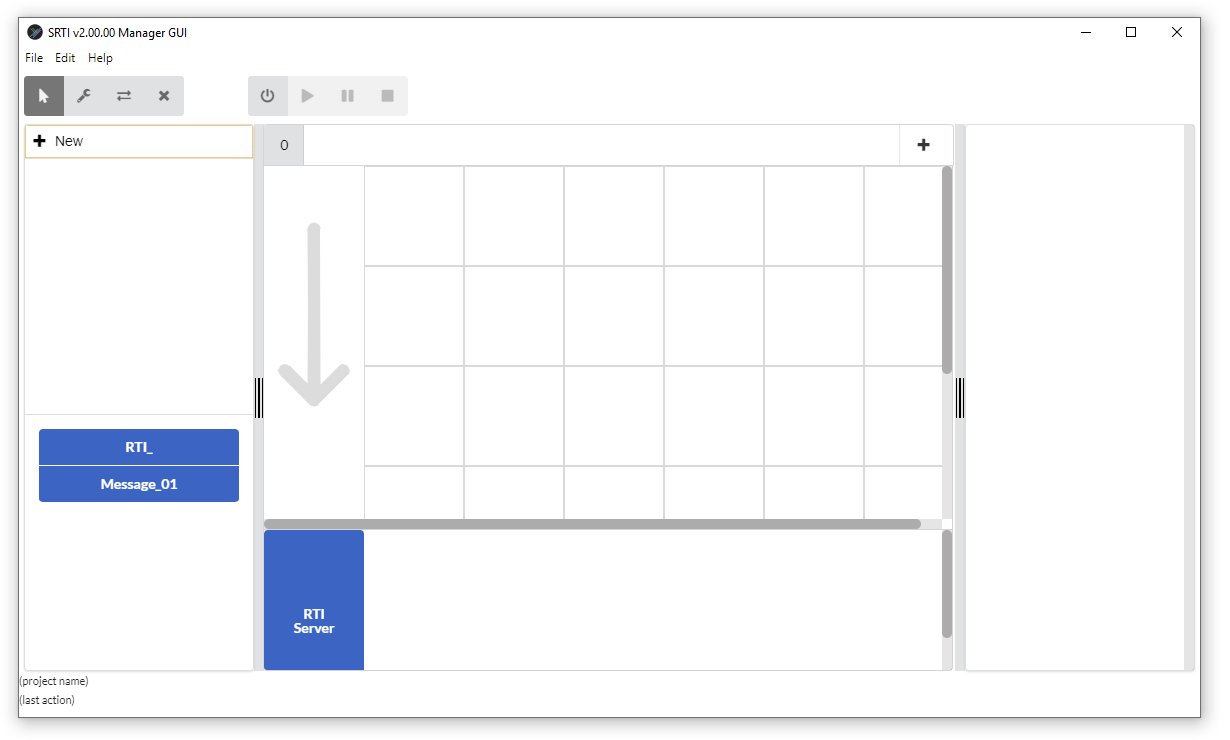 SRTI v2.00.00 Manager GUI
File Edit Help
New
0
RTI_
Message_01
RTI
Server
(project name)
(last action)